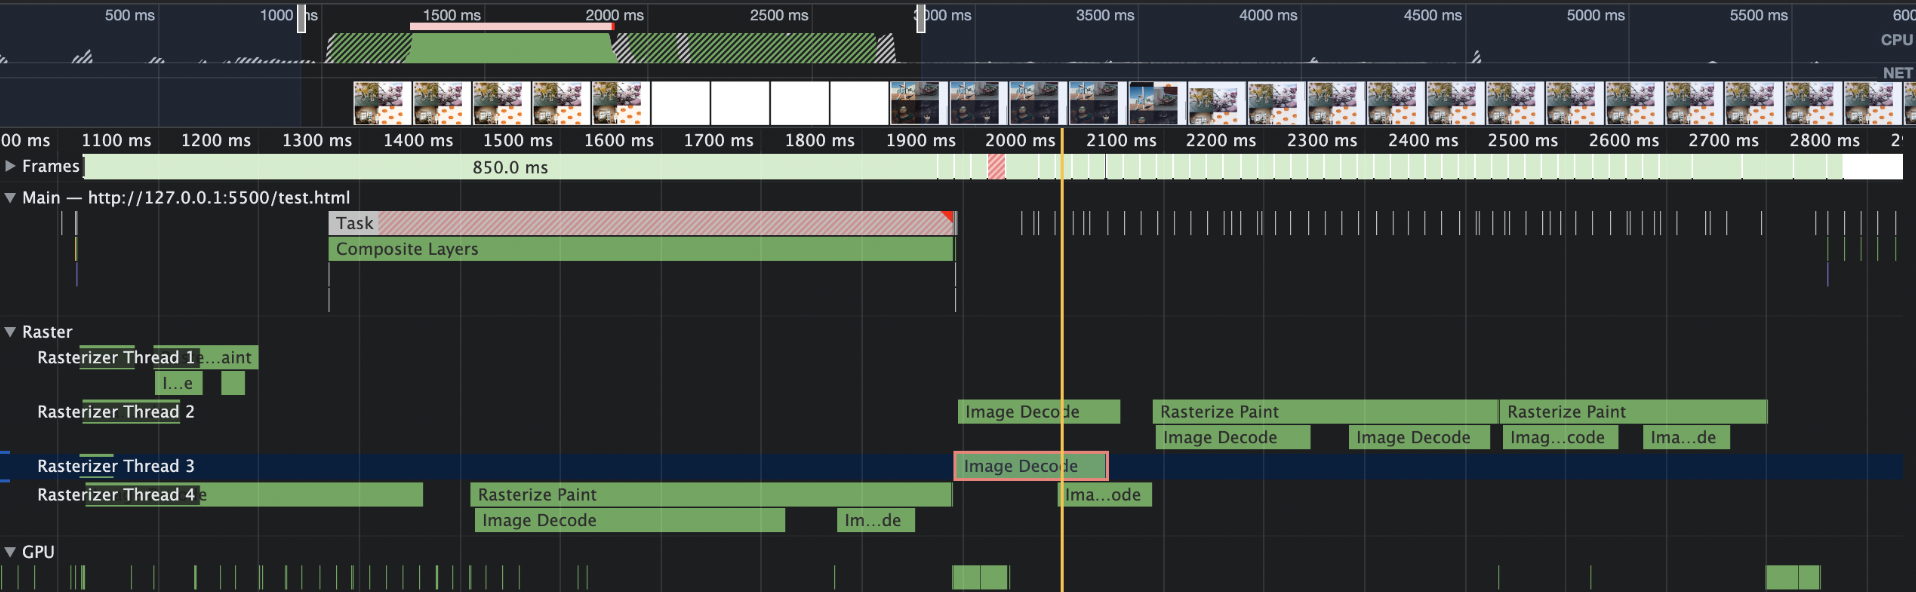 500 ms 1000 ms 1500 ms 2000 ms 2500 ms 3000 ms 3500 ms 4000 ms 4500 ms 5000 ms 5500 ms
CPU
NET
00 ms 1100 ms 1200 ms 1300 ms 1400 ms 1500 ms 1600 ms 1700 ms 1800 ms 1900 ms 2000 ms 2100 ms 2200 ms 2300 ms 2400 ms 2500 ms 2600 ms 2700 ms 2800 ms
Frames 850.0 ms
Main — http://127.0.0.1:5500/test.html
Task
Composite Layers
Raster
Rasterizer Thread 1 e…aint
I…e
Rasterizer Thread 2 Image Decode Rasterize Paint Rasterize Paint
Image Decode Image Decode Imag…code Ima…de
Rasterizer Thread 3 Image Decode
Rasterizer Thread 4 e Rasterize Paint Ima…ode
Image Decode Im…de
GPU